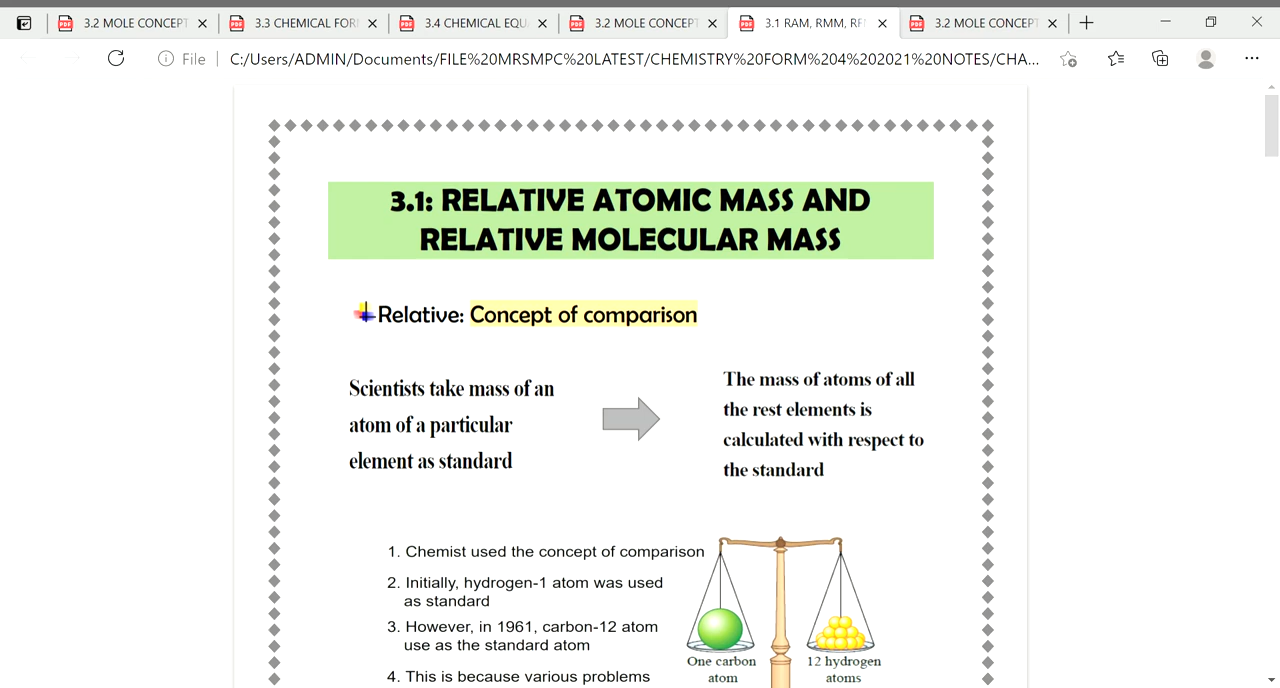 3.2 MOLE CONCEPT
3.3 CHEMICAL FOR
3.4 CHEMICAL EQU
3.2 MOLE CONCEPT
3.1 RAM, RMM, RF
3.2 MOLE CONCEPT
File
C:/Users/ADMIN/Documents/FILE%20MRSMPC%20LATEST/CHEMISTRY%20FORM%204%202021%20NOTES/CHA...
3.1: RELATIVE ATOMIC MASS AND
RELATIVE MOLECULAR MASS
Relative: Concept of comparison
Scientists take mass of an
atom of a particular
element as standard
The mass of atoms of all
the rest elements is
calculated with respect to
the standard
1. Chemist used the concept of comparison
2. Initially, hydrogen-1 atom was used
as standard
3. However, in 1961, carbon-12 atom
use as the standard atom
4. This is because various problems
One carbon
atom
12 hydrogen
atoms